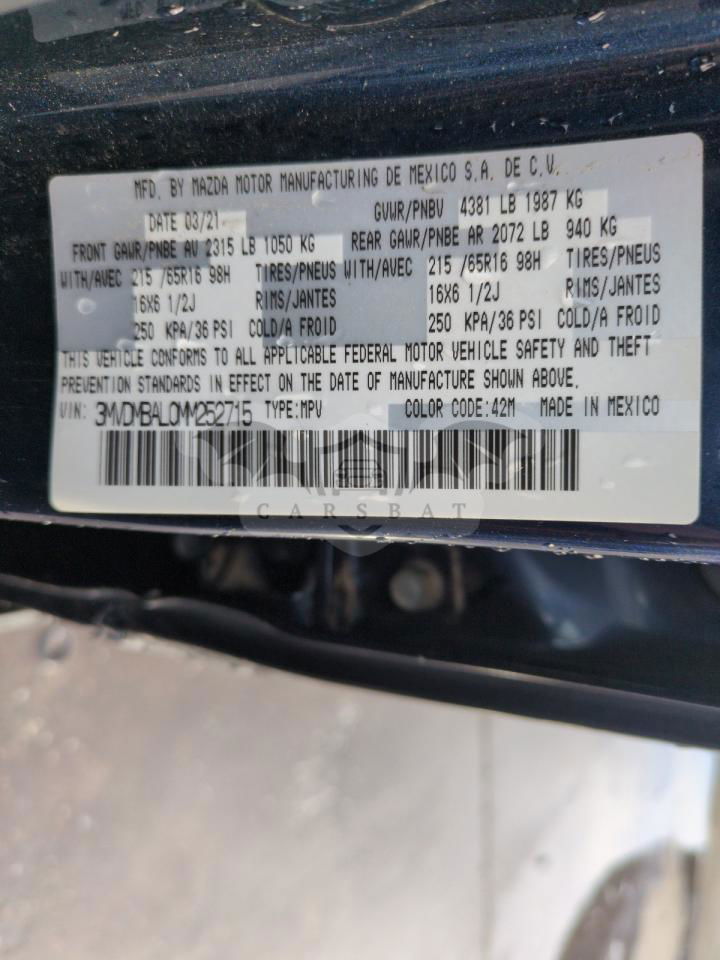 MFD. BY MAZDA MOTOR MANUFACTURING DE MEXICO S.A. DE C.V.
DATE 03/21 GVWR/PNBV 4381 LB 1987 KG
FRONT GAWR/PNBE AV 2315 LB 1050 KG REAR GAWR/PNBE AR 2072 LB 940 KG
WITH/AVEC 215 /65R16 98H TIRES/PNEUS WITH/AVEC 215 /65R16 98H TIRES/PNEUS
16X6 1/2J RIMS/JANTES 16X6 1/2J RIMS/JANTES
250 KPA/36 PSI COLD/A FROID 250 KPA/36 PSI COLD/A FROID
THIS VEHICLE CONFORMS TO ALL APPLICABLE FEDERAL MOTOR VEHICLE SAFETY AND THEFT
PREVENTION STANDARDS IN EFFECT ON THE DATE OF MANUFACTURE SHOWN ABOVE.
VIN: 3MVDMBAL0MM252715 TYPE:MPV COLOR CODE:42M MADE IN MEXICO
CARSBAT